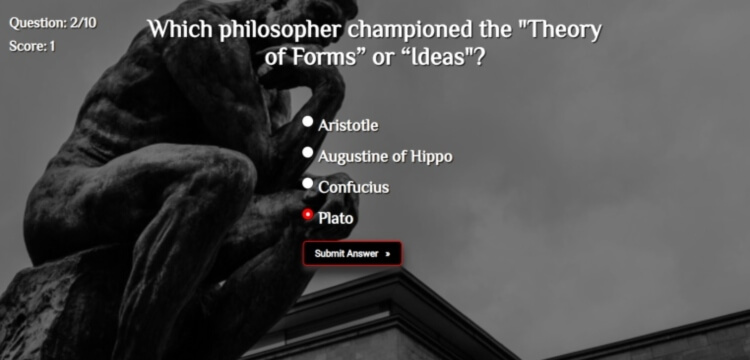 Question: 2/10
Score: 1
Which philosopher championed the "Theory
of Forms” or “Ideas"?
Aristotle
Augustine of Hippo
Confucius
Plato
Submit Answer »